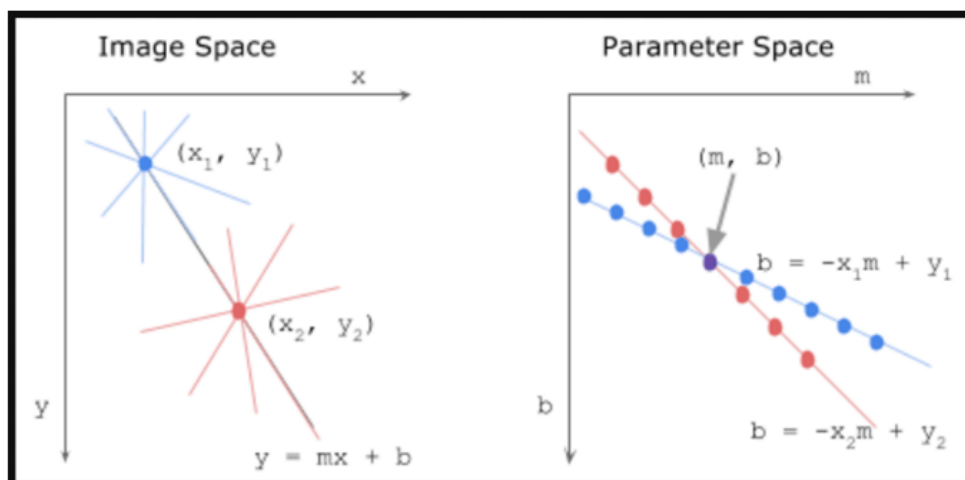 Image Space
x
(x₁, y₁)
(x₂, y₂)
y
y = mx + b
Parameter Space
m
(m, b)
b = -x₁m + y₁
b
b = -x₂m + y₂